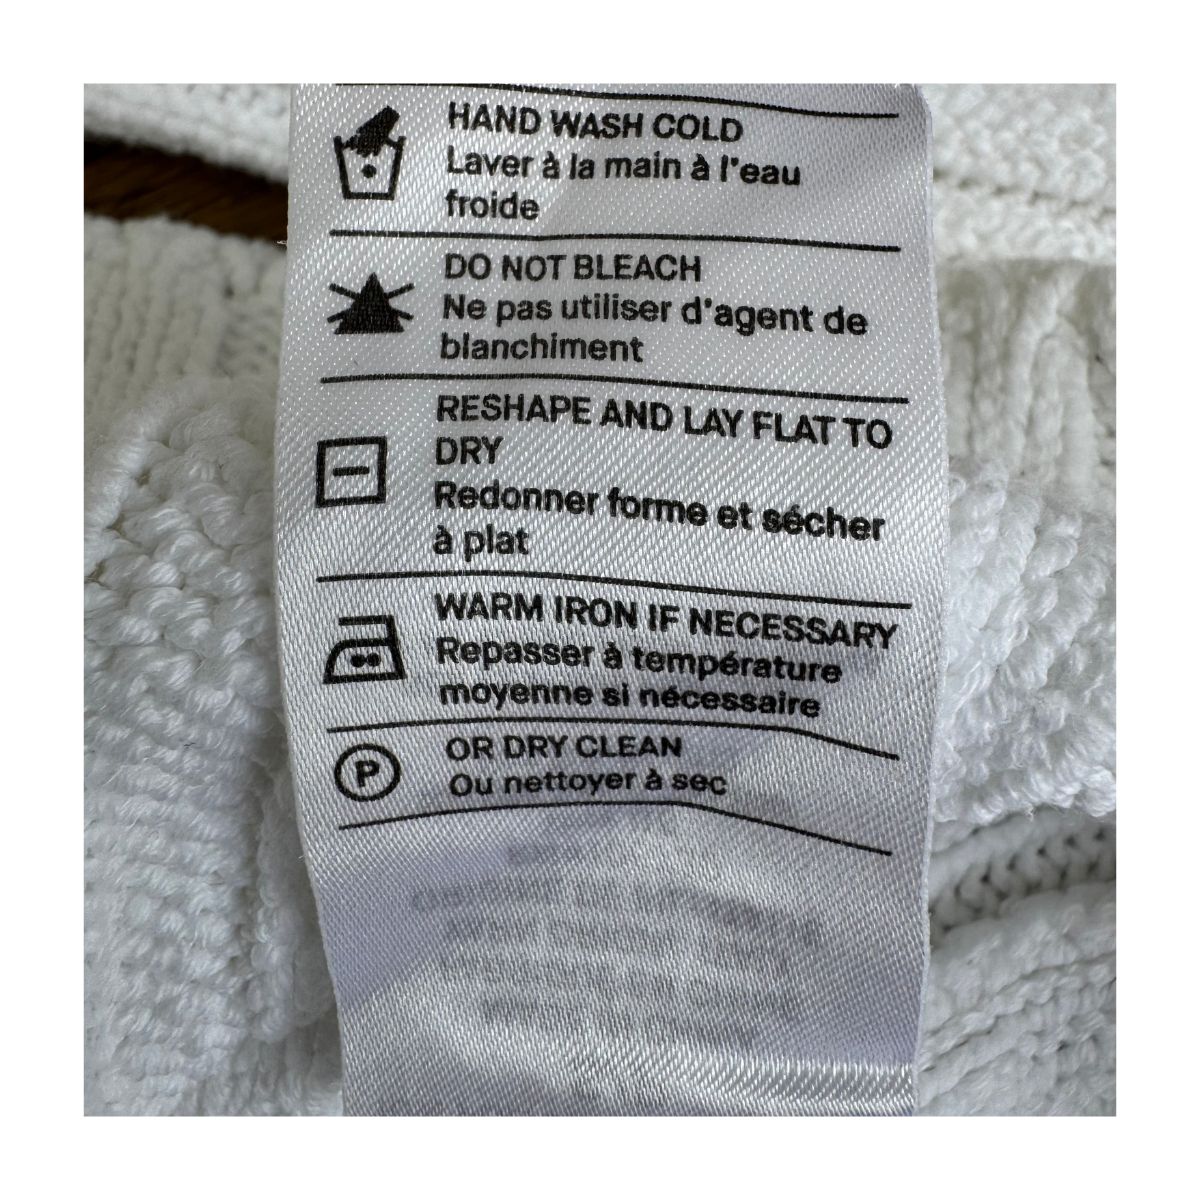 HAND WASH COLD
Laver à la main à l'eau
froide
DO NOT BLEACH
Ne pas utiliser d'agent de
blanchiment
RESHAPE AND LAY FLAT TO
DRY
Redonner forme et sécher
à plat
WARM IRON IF NECESSARY
Repasser à température
moyenne si nécessaire
P
OR DRY CLEAN
Ou nettoyer à sec